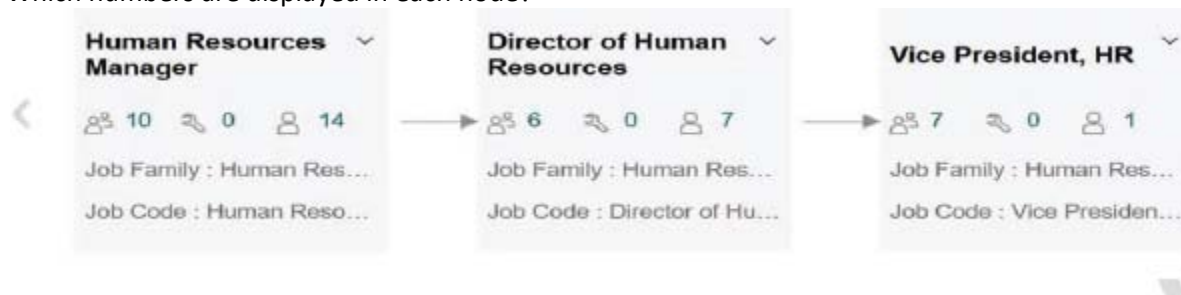 Which numbers are displayed in each node?
Human Resources Manager
10 0 14
Job Family : Human Res...
Job Code : Human Reso...
Director of Human Resources
6 0 7
Job Family : Human Res...
Job Code : Director of Hu...
Vice President, HR
7 0 1
Job Family : Human Res...
Job Code : Vice Presiden...